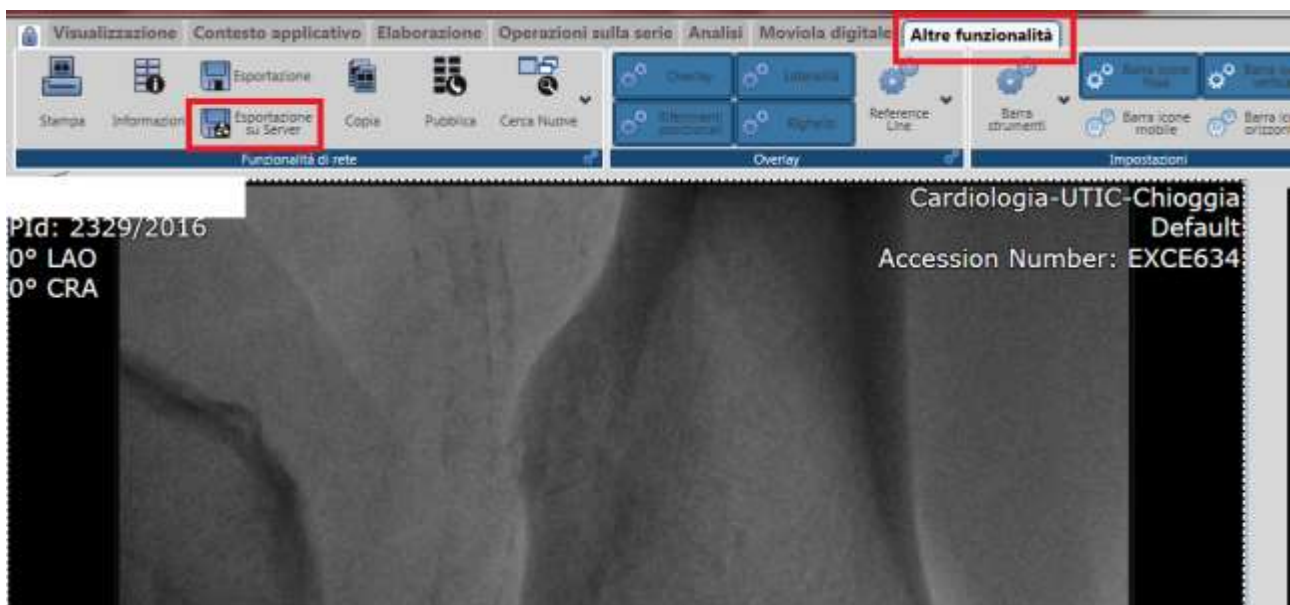 Visualizzazione Contesto applicativo Elaborazione Operazioni sulla serie Analisi Moviola digitale Altre funzionalità
Esportazione
Stampa Informazioni Esportazione su Server Copia Pubblica Cerca Nuove
Overlay
Reference Line
Barra strumenti
Barra icone mobile
Funzionalità di rete Overlay Impostazioni
Cardiologia-UTIC-Chioggia
PId: 2329/2016 Default
0° LAO Accession Number: EXCE634
0° CRA